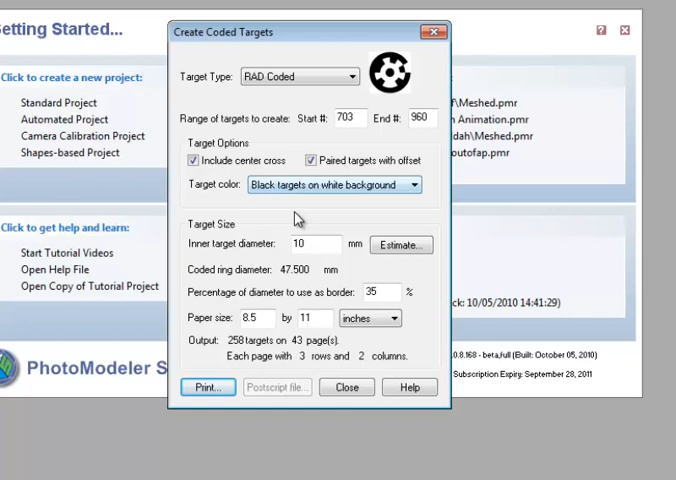 Getting Started...
Create Coded Targets
Click to create a new project:
Standard Project
Automated Project
Camera Calibration Project
Shapes-based Project
Target Type: RAD Coded
Range of targets to create: Start #: 703 End #: 960
Target Options
Include center cross Paired targets with offset
Target color: Black targets on white background
f\Meshed.pmr
n Animation.pmr
dah\Meshed.pmr
outofap.pmr
Click to get help and learn:
Start Tutorial Videos
Open Help File
Open Copy of Tutorial Project
Target Size
Inner target diameter: 10 mm Estimate...
Coded ring diameter: 47.500 mm
Percentage of diameter to use as border: 35 %
Paper size: 8.5 by 11 inches
Output: 258 targets on 43 page(s).
Each page with 3 rows and 2 columns.
Print... Postscript file... Close Help
ck: 10/05/2010 14:41:29)
PhotoModeler S
.0.8.168 - beta,full (Built: October 05, 2010)
Subscription Expiry: September 28, 2011